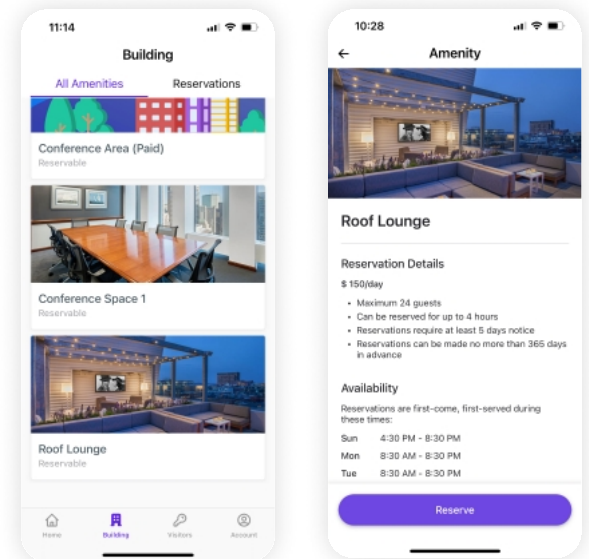 11:14
Building
All Amenities
Reservations
Conference Area (Paid)
Reservable
Conference Space 1
Reservable
Roof Lounge
Reservable
Home
Building
Visitors
Account
10:28
Amenity
Roof Lounge
Reservation Details
$ 150/day
• Maximum 24 guests
• Can be reserved for up to 4 hours
• Reservations require at least 5 days notice
• Reservations can be made no more than 365 days
in advance
Availability
Reservations are first-come, first-served during
these times:
Sun 4:30 PM - 8:30 PM
Mon 8:30 AM - 8:30 PM
Tue 8:30 AM - 8:30 PM
Reserve